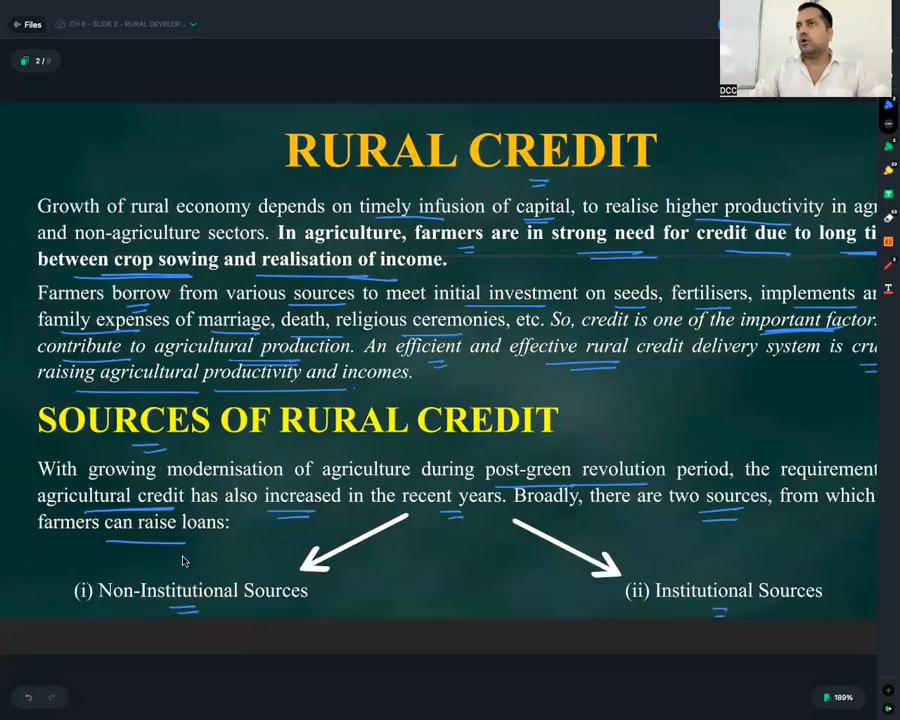 Files
CH 6 - SLIDE 2 - RURAL DEVELOP...
2 / 9
DCC
RURAL CREDIT
Growth of rural economy depends on timely infusion of capital, to realise higher productivity in
and non-agriculture sectors. In agriculture, farmers are in strong need for credit due to long
between crop sowing and realisation of income.
Farmers borrow from various sources to meet initial investment on seeds, fertilisers, implements
family expenses of marriage, death, religious ceremonies, etc. So, credit is one of the important
contribute to agricultural production. An efficient and effective rural credit delivery system is
raising agricultural productivity and incomes.
SOURCES OF RURAL CREDIT
With growing modernisation of agriculture during post-green revolution period, the requirement
agricultural credit has also increased in the recent years. Broadly, there are two sources, from which
farmers can raise loans:
(i) Non-Institutional Sources (ii) Institutional Sources
189%